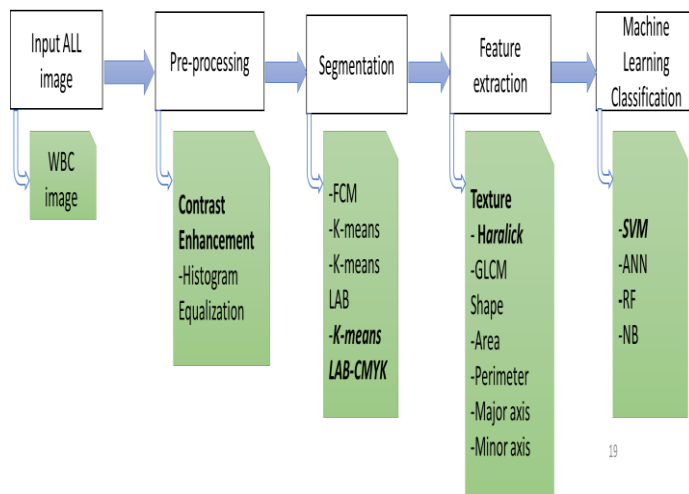 Input ALL
image
Pre-processing
Segmentation
Feature
extraction
Machine
Learning
Classification
WBC
image
Contrast
Enhancement
-Histogram
Equalization
-FCM
-K-means
-K-means
LAB
-K-means
LAB-CMYK
Texture
- Haralick
-GLCM
Shape
-Area
-Perimeter
-Major axis
-Minor axis
-SVM
-ANN
-RF
-NB
19